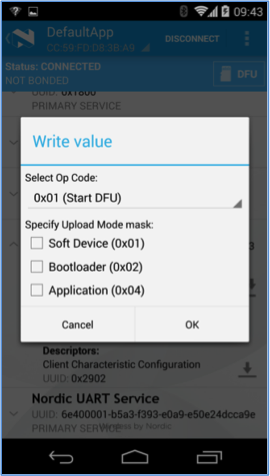 09:43
DefaultApp
CC:59:FD:D8:3B:A9
DISCONNECT
Status: CONNECTED
NOT BONDED
DFU
UUID: 0x1800
PRIMARY SERVICE
Write value
Select Op Code:
0x01 (Start DFU)
Specify Upload Mode mask:
Soft Device (0x01)
Bootloader (0x02)
Application (0x04)
Cancel
OK
Descriptors:
Client Characteristic Configuration
UUID: 0x2902
Nordic UART Service
UUID: 6e400001-b5a3-f393-e0a9-e50e24dcca9e
PRIMARY SERVICE
Wireless by Nordic